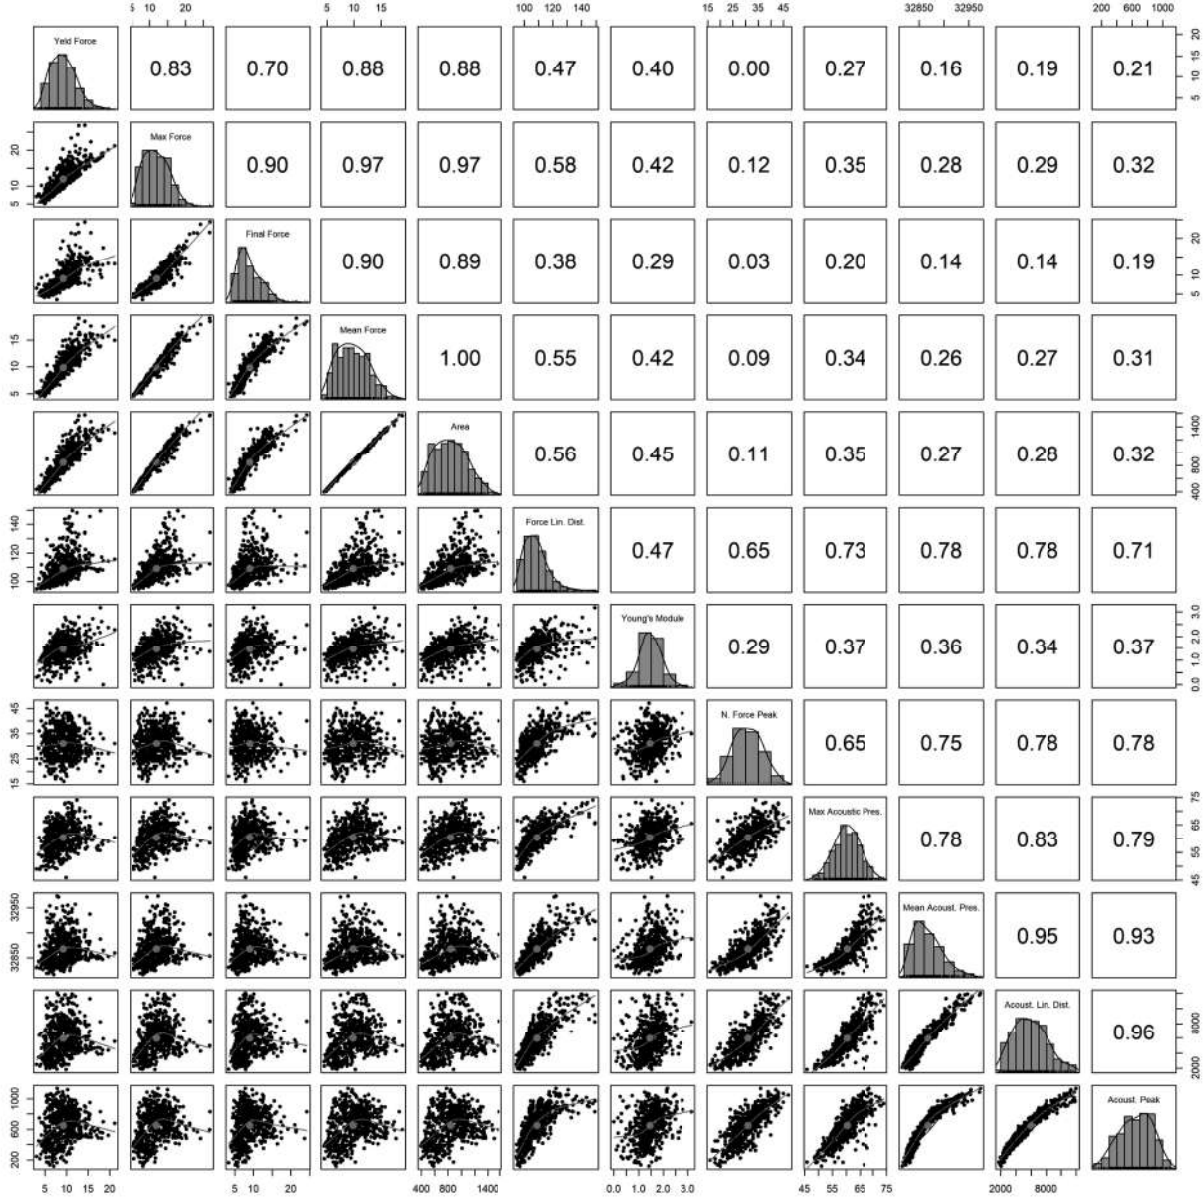 5 10 20
5 10 15
100 120 140
15 25 35 45
32850 32950
200 600 1000
Yeld Force
0.83 0.70 0.88 0.88 0.47 0.40 0.00 0.27 0.16 0.19 0.21
5 10 15 20
5 10 20
Max Force
0.90 0.97 0.97 0.58 0.42 0.12 0.35 0.28 0.29 0.32
Final Force
0.90 0.89 0.38 0.29 0.03 0.20 0.14 0.14 0.19
5 10 20
5 10 15
Mean Force
1.00 0.55 0.42 0.09 0.34 0.26 0.27 0.31
Area
0.56 0.45 0.11 0.35 0.27 0.28 0.32
400 800 1400
100 120 140
Force Lin. Dist.
0.47 0.65 0.73 0.78 0.78 0.71
Young's Module
0.29 0.37 0.36 0.34 0.37
0.0 1.0 2.0 3.0
15 25 35 45
N. Force Peak
0.65 0.75 0.78 0.78
Max Acoustic Pres.
0.78 0.83 0.79
45 55 65 75
32850 32950
Mean Acoust. Pres.
0.95 0.93
Acoust. Lin. Dist.
0.96
2000 8000
200 600 1000
Acoust. Peak
5 10 15 20
5 10 20
400 800 1400
0.0 1.0 2.0 3.0
45 55 65 75
2000 8000